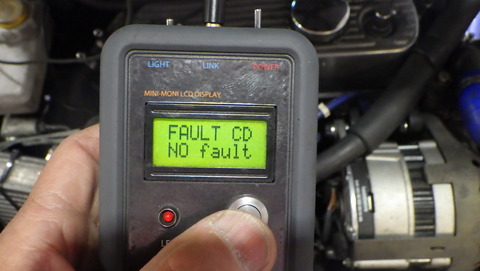 LIGHT LINK POWER
MINI-MONI LCD DISPLAY
FAULT CD
NO fault